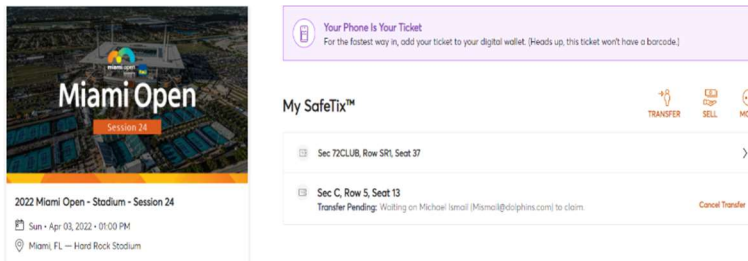 miami open
Miami Open
Session 24
2022 Miami Open - Stadium - Session 24
Sun • Apr 03, 2022 • 01:00 PM
Miami, FL — Hard Rock Stadium
Your Phone Is Your Ticket
For the fastest way in, add your ticket to your digital wallet. (Heads up, this ticket won't have a barcode.)
My SafeTix™
TRANSFER
SELL
Sec 72CLUB, Row SR1, Seat 37
Sec C, Row 5, Seat 13
Transfer Pending: Waiting on Michael Ismail (Mismail@dolphins.com) to claim.
Cancel Transfer